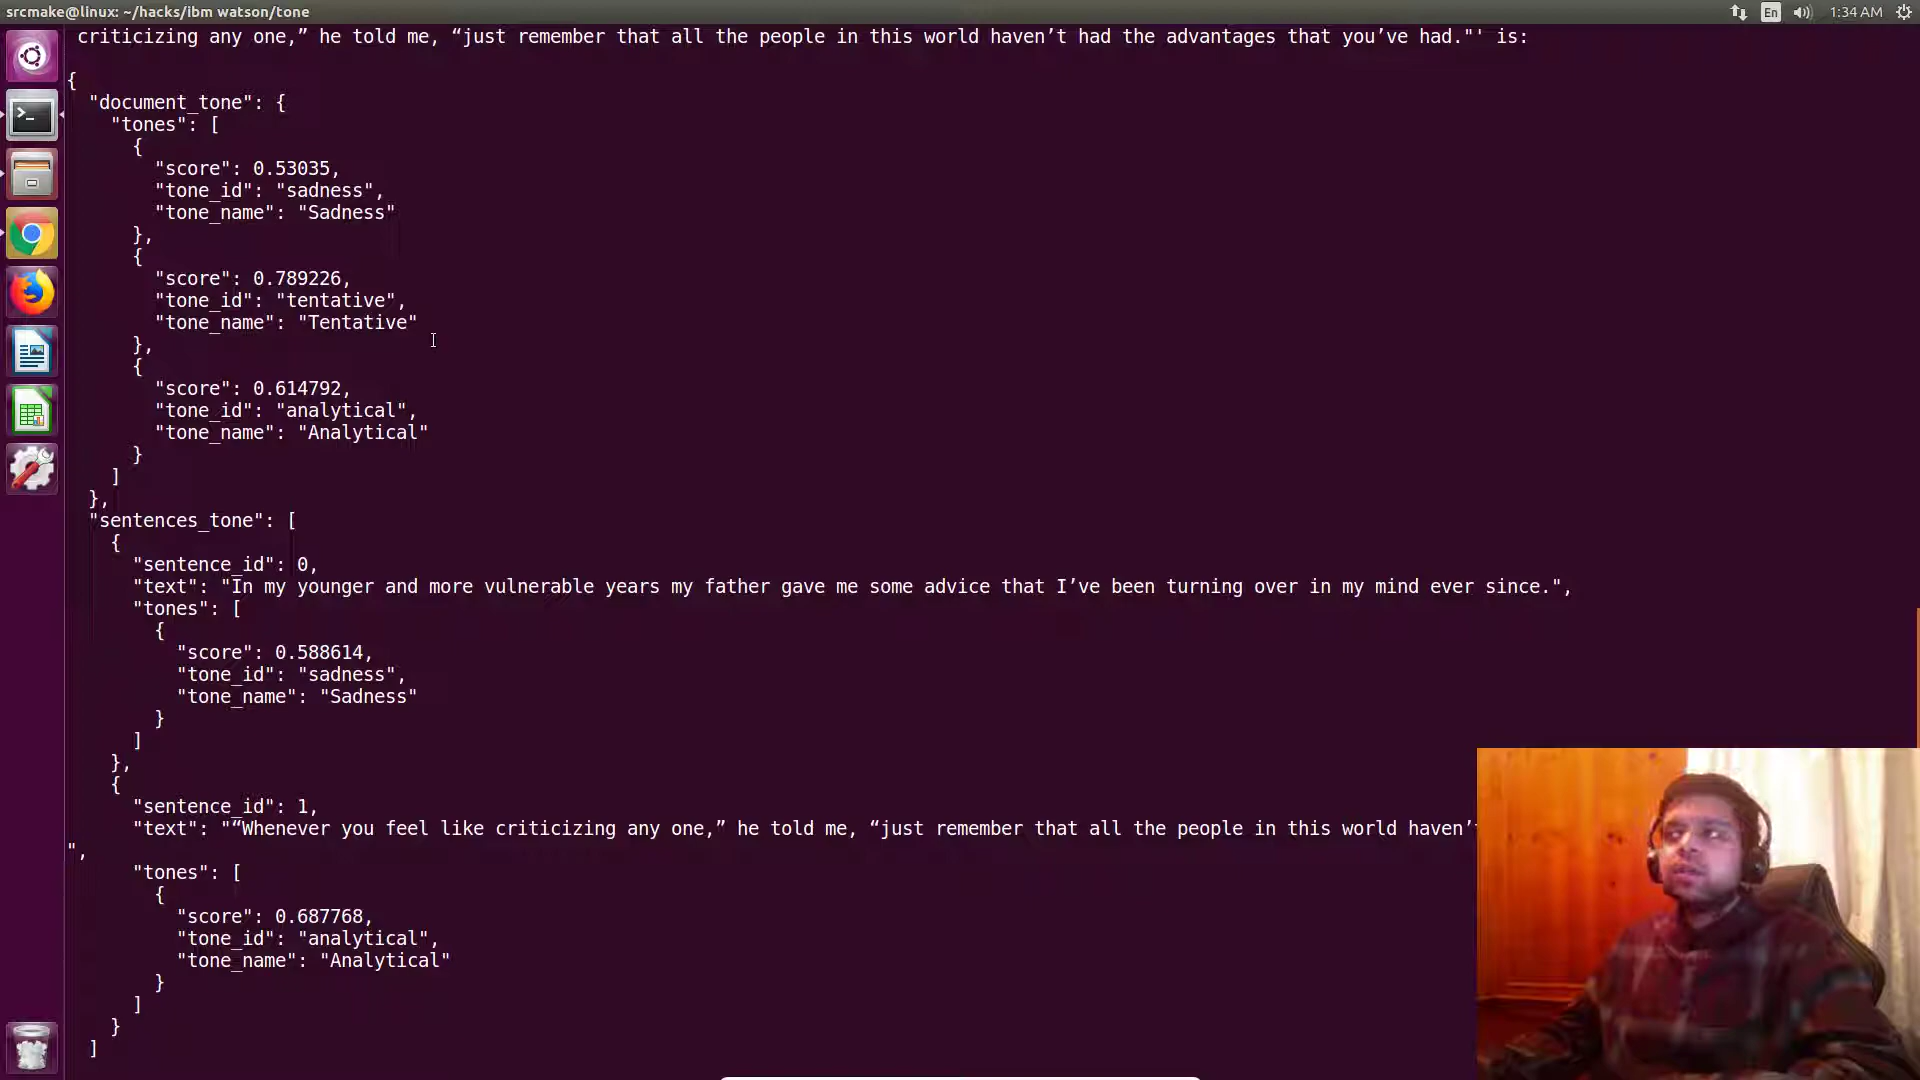 srcmake@linux: ~/hacks/ibm watson/tone
En
1:34 AM
criticizing any one,” he told me, “just remember that all the people in this world haven’t had the advantages that you’ve had."' is:
{
"document_tone": {
"tones": [
{
"score": 0.53035,
"tone_id": "sadness",
"tone_name": "Sadness"
},
{
"score": 0.789226,
"tone_id": "tentative",
"tone_name": "Tentative"
},
{
"score": 0.614792,
"tone_id": "analytical",
"tone_name": "Analytical"
}
]
},
"sentences_tone": [
{
"sentence_id": 0,
"text": "In my younger and more vulnerable years my father gave me some advice that I’ve been turning over in my mind ever since.",
"tones": [
{
"score": 0.588614,
"tone_id": "sadness",
"tone_name": "Sadness"
}
]
},
{
"sentence_id": 1,
"text": "“Whenever you feel like criticizing any one,” he told me, “just remember that all the people in this world haven’t
",
"tones": [
{
"score": 0.687768,
"tone_id": "analytical",
"tone_name": "Analytical"
}
]
}
]